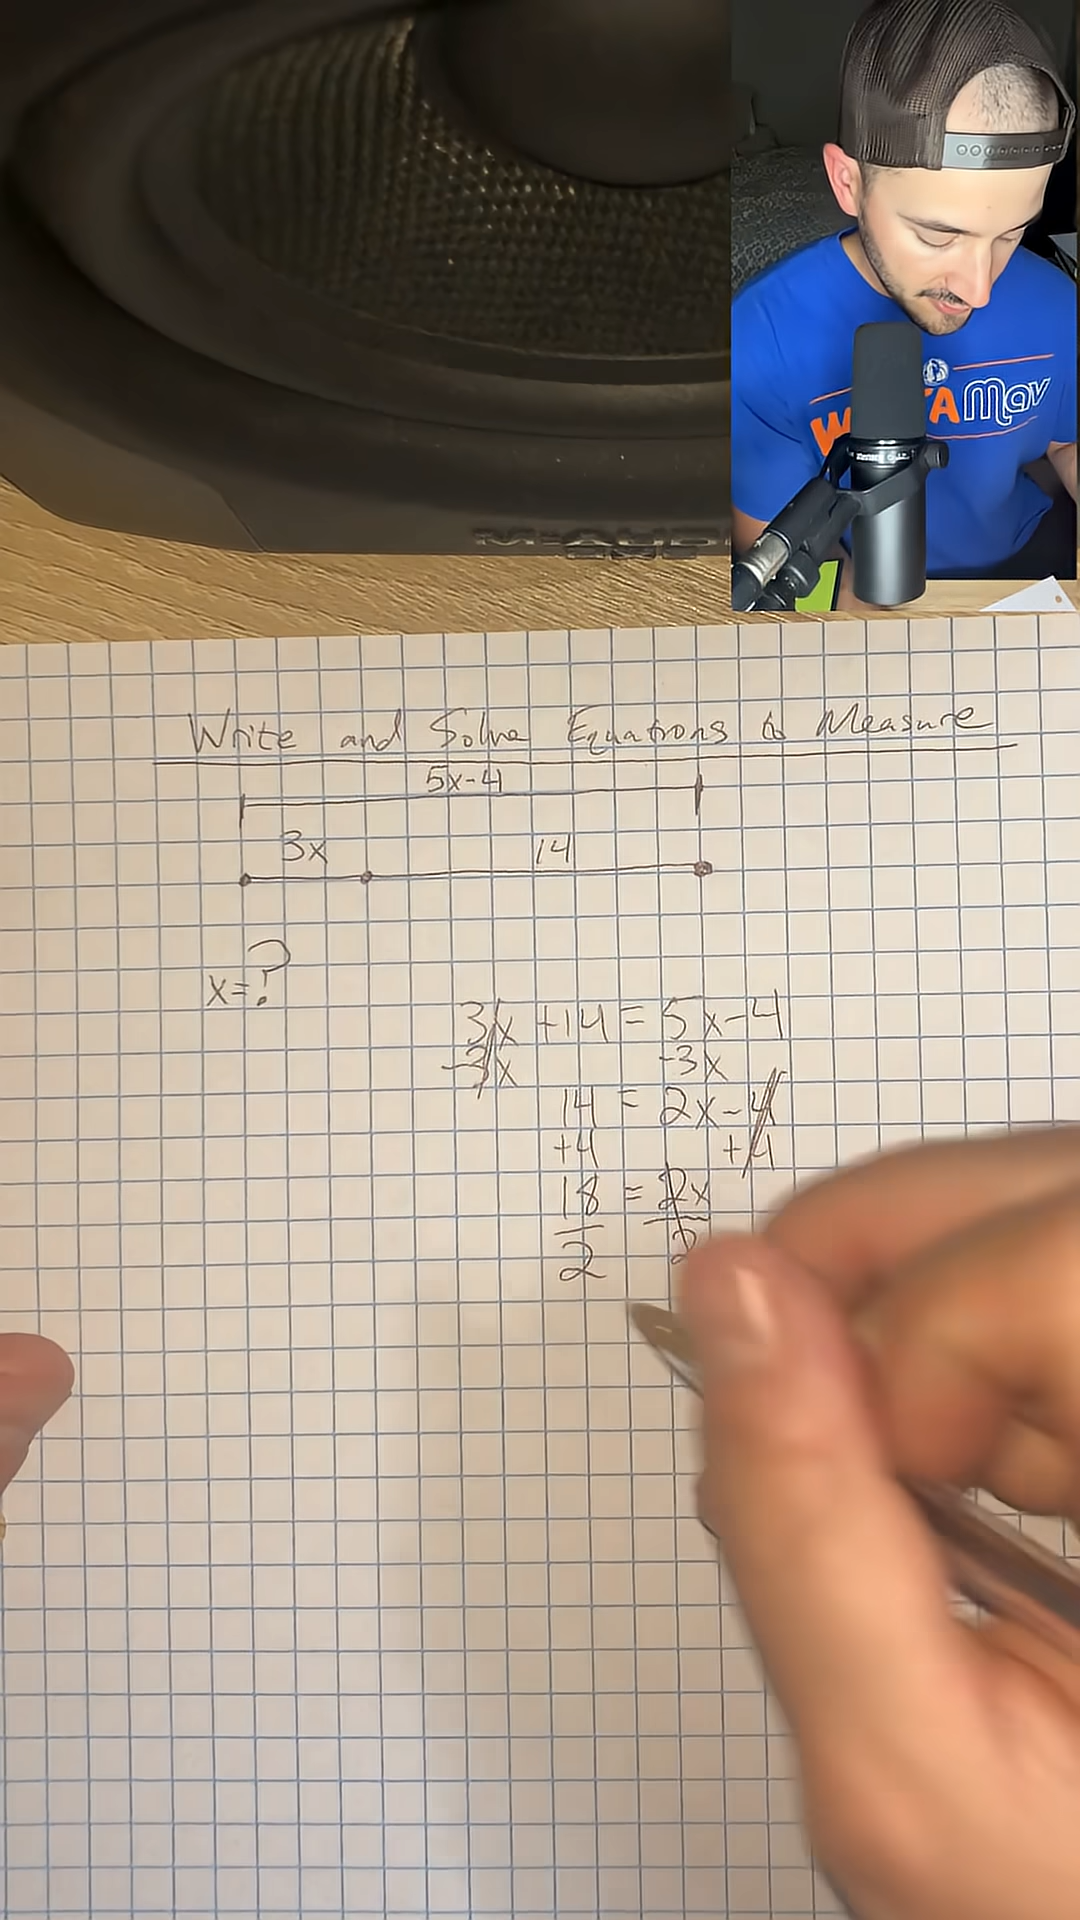 Mav
Write and Solve Equations to Measure
5x-4
3x 14
x=?
3x +14 = 5x-4
-3x -3x
14 = 2x-4
+4 +4
18 = 2x
2 2